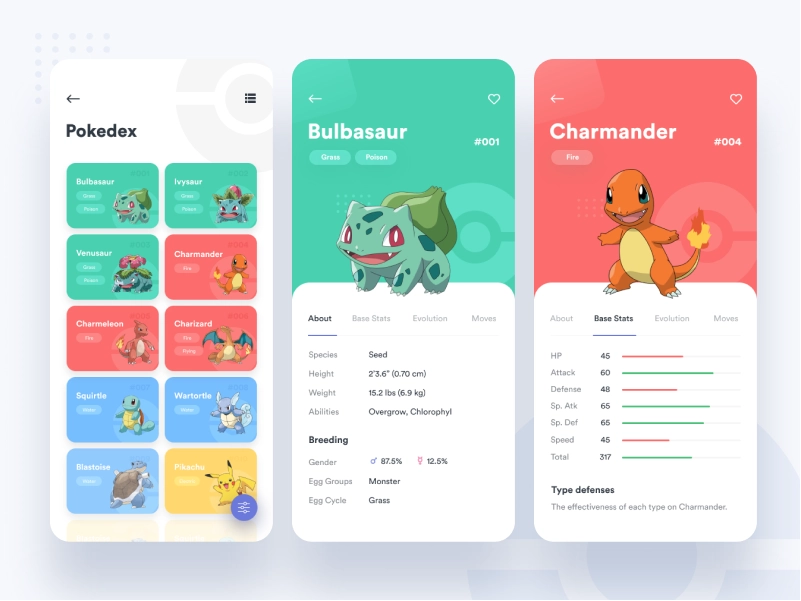 Pokedex
Bulbasaur
Grass
Poison
Ivysaur
Grass
Poison
Venusaur
Grass
Poison
Charmander
Fire
Charmeleon
Fire
Charizard
Fire
Flying
Squirtle
Water
Wartortle
Water
Blastoise
Water
Pikachu
Bulbasaur
#001
Grass Poison
About Base Stats Evolution Moves
Species Seed
Height 2'3.6" (0.70 cm)
Weight 15.2 lbs (6.9 kg)
Abilities Overgrow, Chlorophyl
Breeding
Gender ♂ 87.5% ♀ 12.5%
Egg Groups Monster
Egg Cycle Grass
Charmander
#004
Fire
About Base Stats Evolution Moves
HP 45
Attack 60
Defense 48
Sp. Atk 65
Sp. Def 65
Speed 45
Total 317
Type defenses
The effectiveness of each type on Charmander.